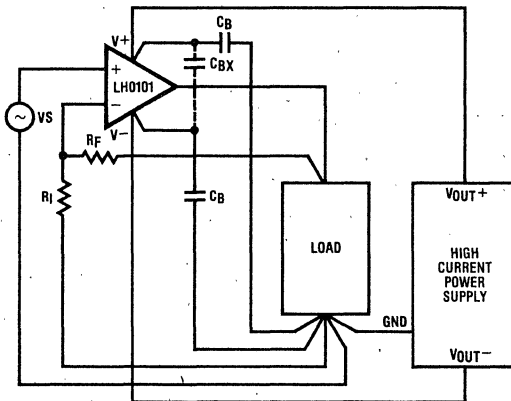 V+
CB
CBX
+
LH0101
−
V−
VS
RF
RI
LOAD
VOUT+
HIGH
CURRENT
POWER
SUPPLY
GND
VOUT−
CB